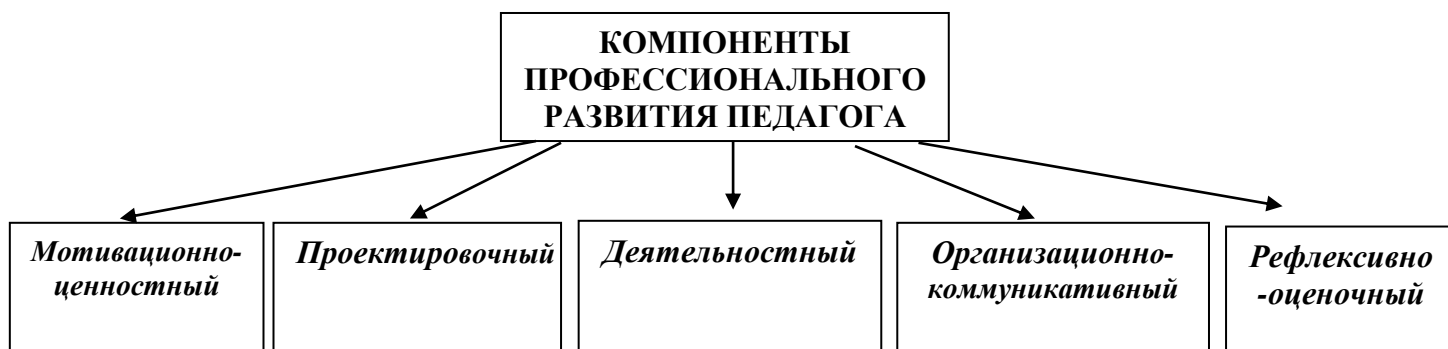 КОМПОНЕНТЫ
ПРОФЕССИОНАЛЬНОГО
РАЗВИТИЯ ПЕДАГОГА
Мотивационно-
ценностный
Проектировочный
Деятельностный
Организационно-
коммуникативный
Рефлексивно
-оценочный